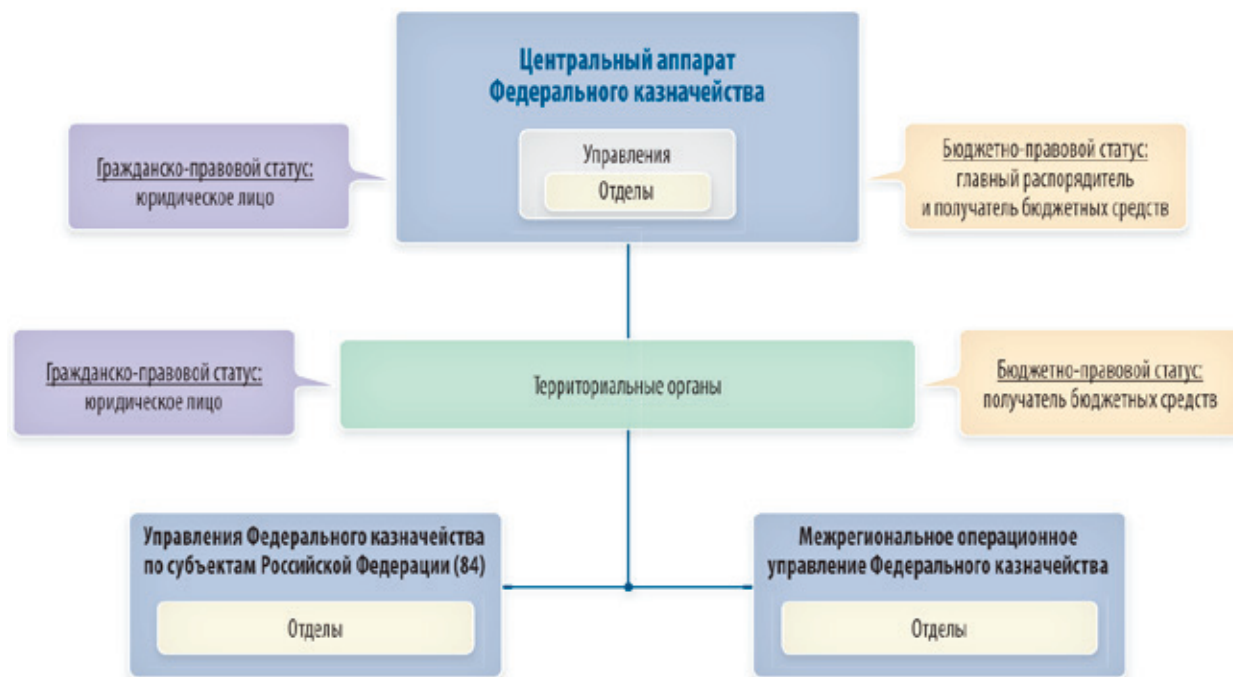 Центральный аппарат
Федерального казначейства
Управления
Отделы
Гражданско-правовой статус:
юридическое лицо
Бюджетно-правовой статус:
главный распорядитель
и получатель бюджетных средств
Гражданско-правовой статус:
юридическое лицо
Территориальные органы
Бюджетно-правовой статус:
получатель бюджетных средств
Управления Федерального казначейства
по субъектам Российской Федерации (84)
Отделы
Межрегиональное операционное
управление Федерального казначейства
Отделы